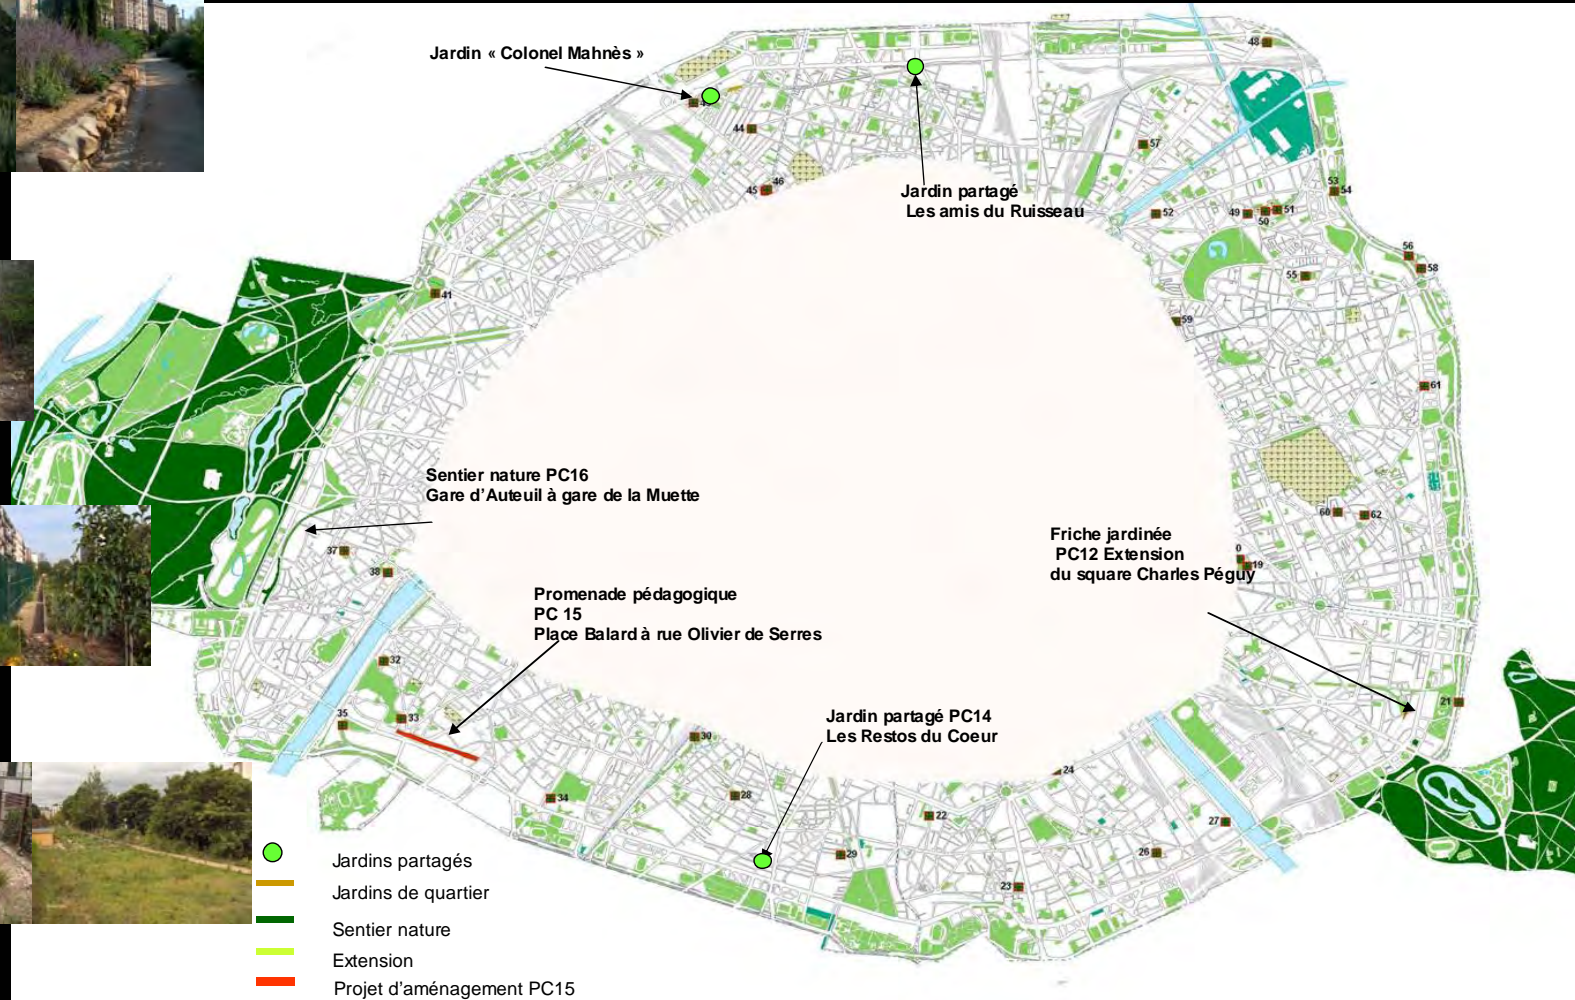 Jardin « Colonel Mahnès »
48
44
57
45
46
Jardin partagé
Les amis du Ruisseau
53
54
52
49
50
51
56
58
55
41
59
61
Sentier nature PC16
Gare d'Auteuil à gare de la Muette
60
62
37
38
Friche jardinée
PC12 Extension
du square Charles Péguy
0
19
Promenade pédagogique
PC 15
Place Balard à rue Olivier de Serres
32
33
35
21
Jardin partagé PC14
Les Restos du Coeur
30
24
34
28
22
27
29
26
23
Jardins partagés
Jardins de quartier
Sentier nature
Extension
Projet d'aménagement PC15